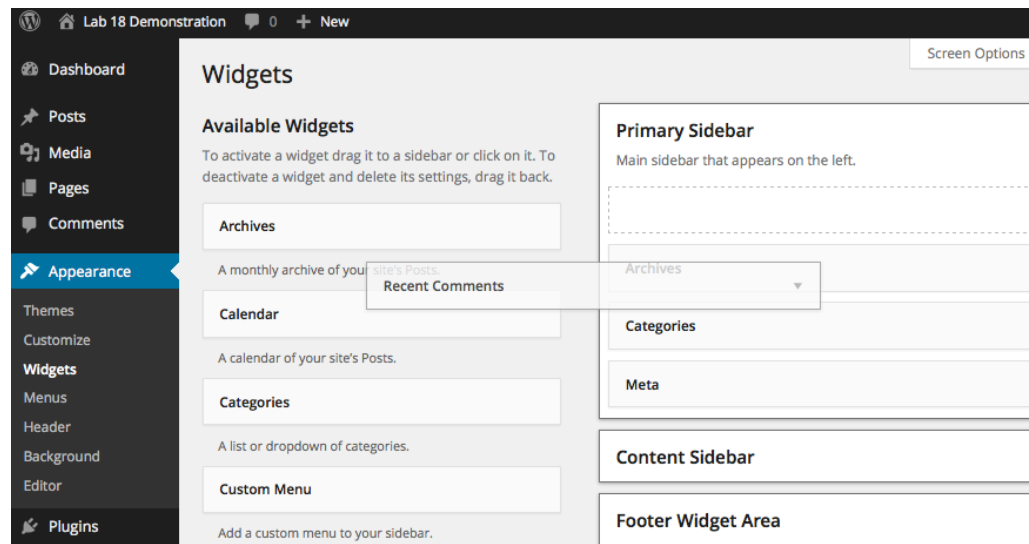 Lab 18 Demonstration 0 + New
Screen Options
Dashboard
Posts
Media
Pages
Comments
Appearance
Themes
Customize
Widgets
Menus
Header
Background
Editor
Plugins
Widgets
Available Widgets
To activate a widget drag it to a sidebar or click on it. To
deactivate a widget and delete its settings, drag it back.
Archives
A monthly archive of your site's Posts.
Calendar
A calendar of your site's Posts.
Categories
A list or dropdown of categories.
Custom Menu
Add a custom menu to your sidebar.
Recent Comments
Primary Sidebar
Main sidebar that appears on the left.
Archives
Categories
Meta
Content Sidebar
Footer Widget Area